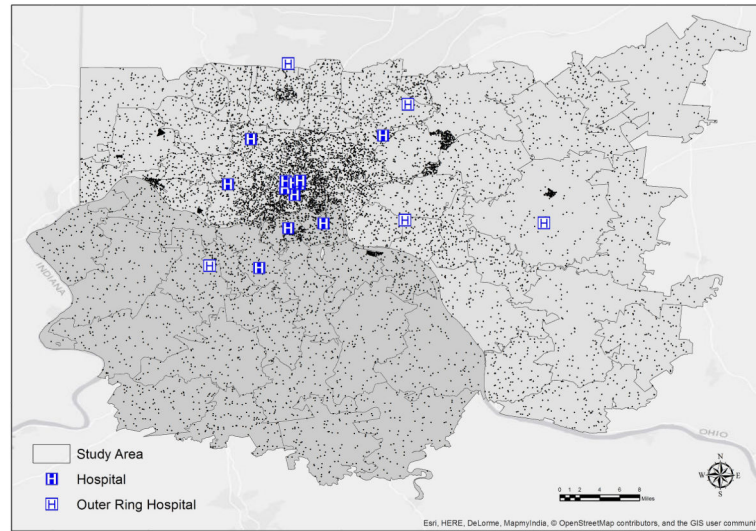 INDIANA
OHIO
Study Area
H Hospital
H Outer Ring Hospital
0 1 2 4 6 8
Miles
N
W E
S
Esri, HERE, DeLorme, MapmyIndia, © OpenStreetMap contributors, and the GIS user communi